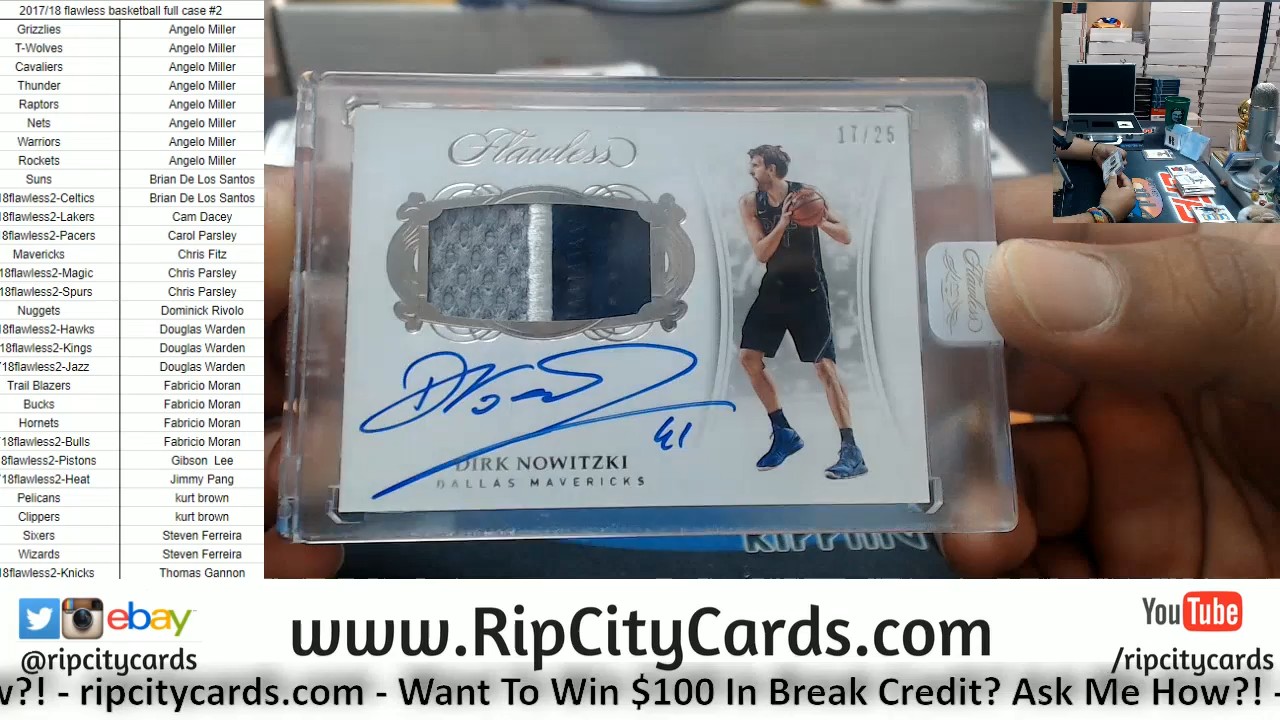 2017/18 flawless basketball full case #2
Grizzlies Angelo Miller
T-Wolves Angelo Miller
Cavaliers Angelo Miller
Thunder Angelo Miller
Raptors Angelo Miller
Nets Angelo Miller
Warriors Angelo Miller
Rockets Angelo Miller
Suns Brian De Los Santos
18flawless2-Celtics Brian De Los Santos
8flawless2-Lakers Cam Dacey
8flawless2-Pacers Carol Parsley
Mavericks Chris Fitz
18flawless2-Magic Chris Parsley
18flawless2-Spurs Chris Parsley
Nuggets Dominick Rivolo
8flawless2-Hawks Douglas Warden
8flawless2-Kings Douglas Warden
'18flawless2-Jazz Douglas Warden
Trail Blazers Fabricio Moran
Bucks Fabricio Moran
Hornets Fabricio Moran
'18flawless2-Bulls Fabricio Moran
8flawless2-Pistons Gibson Lee
'18flawless2-Heat Jimmy Pang
Pelicans kurt brown
Clippers kurt brown
Sixers Steven Ferreira
Wizards Steven Ferreira
18flawless2-Knicks Thomas Gannon
Flawless
17/25
41
DIRK NOWITZKI
DALLAS MAVERICKS
Flawless
RIPPIN
ebay
@ripcitycards
www.RipCityCards.com
YouTube
/ripcitycards
w?! - ripcitycards.com - Want To Win $100 In Break Credit? Ask Me How?! -